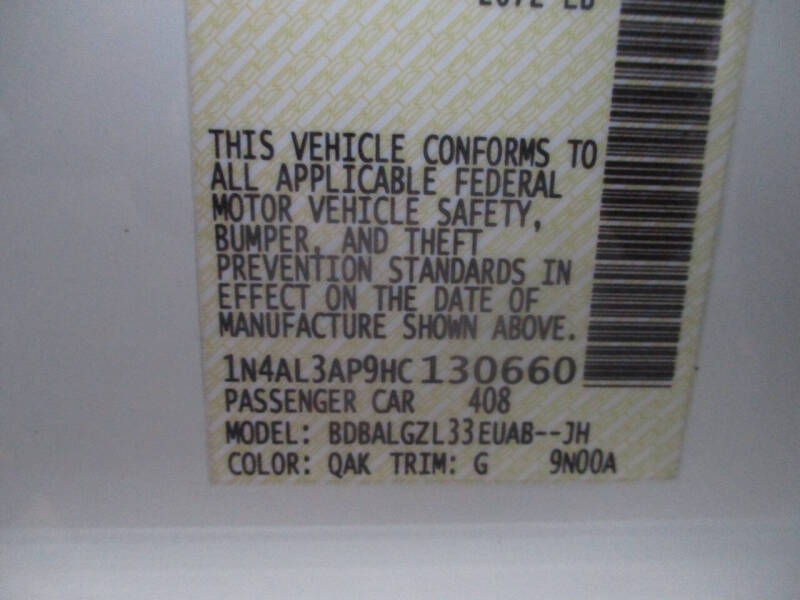 THIS VEHICLE CONFORMS TO
ALL APPLICABLE FEDERAL
MOTOR VEHICLE SAFETY,
BUMPER, AND THEFT
PREVENTION STANDARDS IN
EFFECT ON THE DATE OF
MANUFACTURE SHOWN ABOVE.
1N4AL3AP9HC130660
PASSENGER CAR 408
MODEL: BDBALGZL33EUAB--JH
COLOR: QAK TRIM: G 9N00A